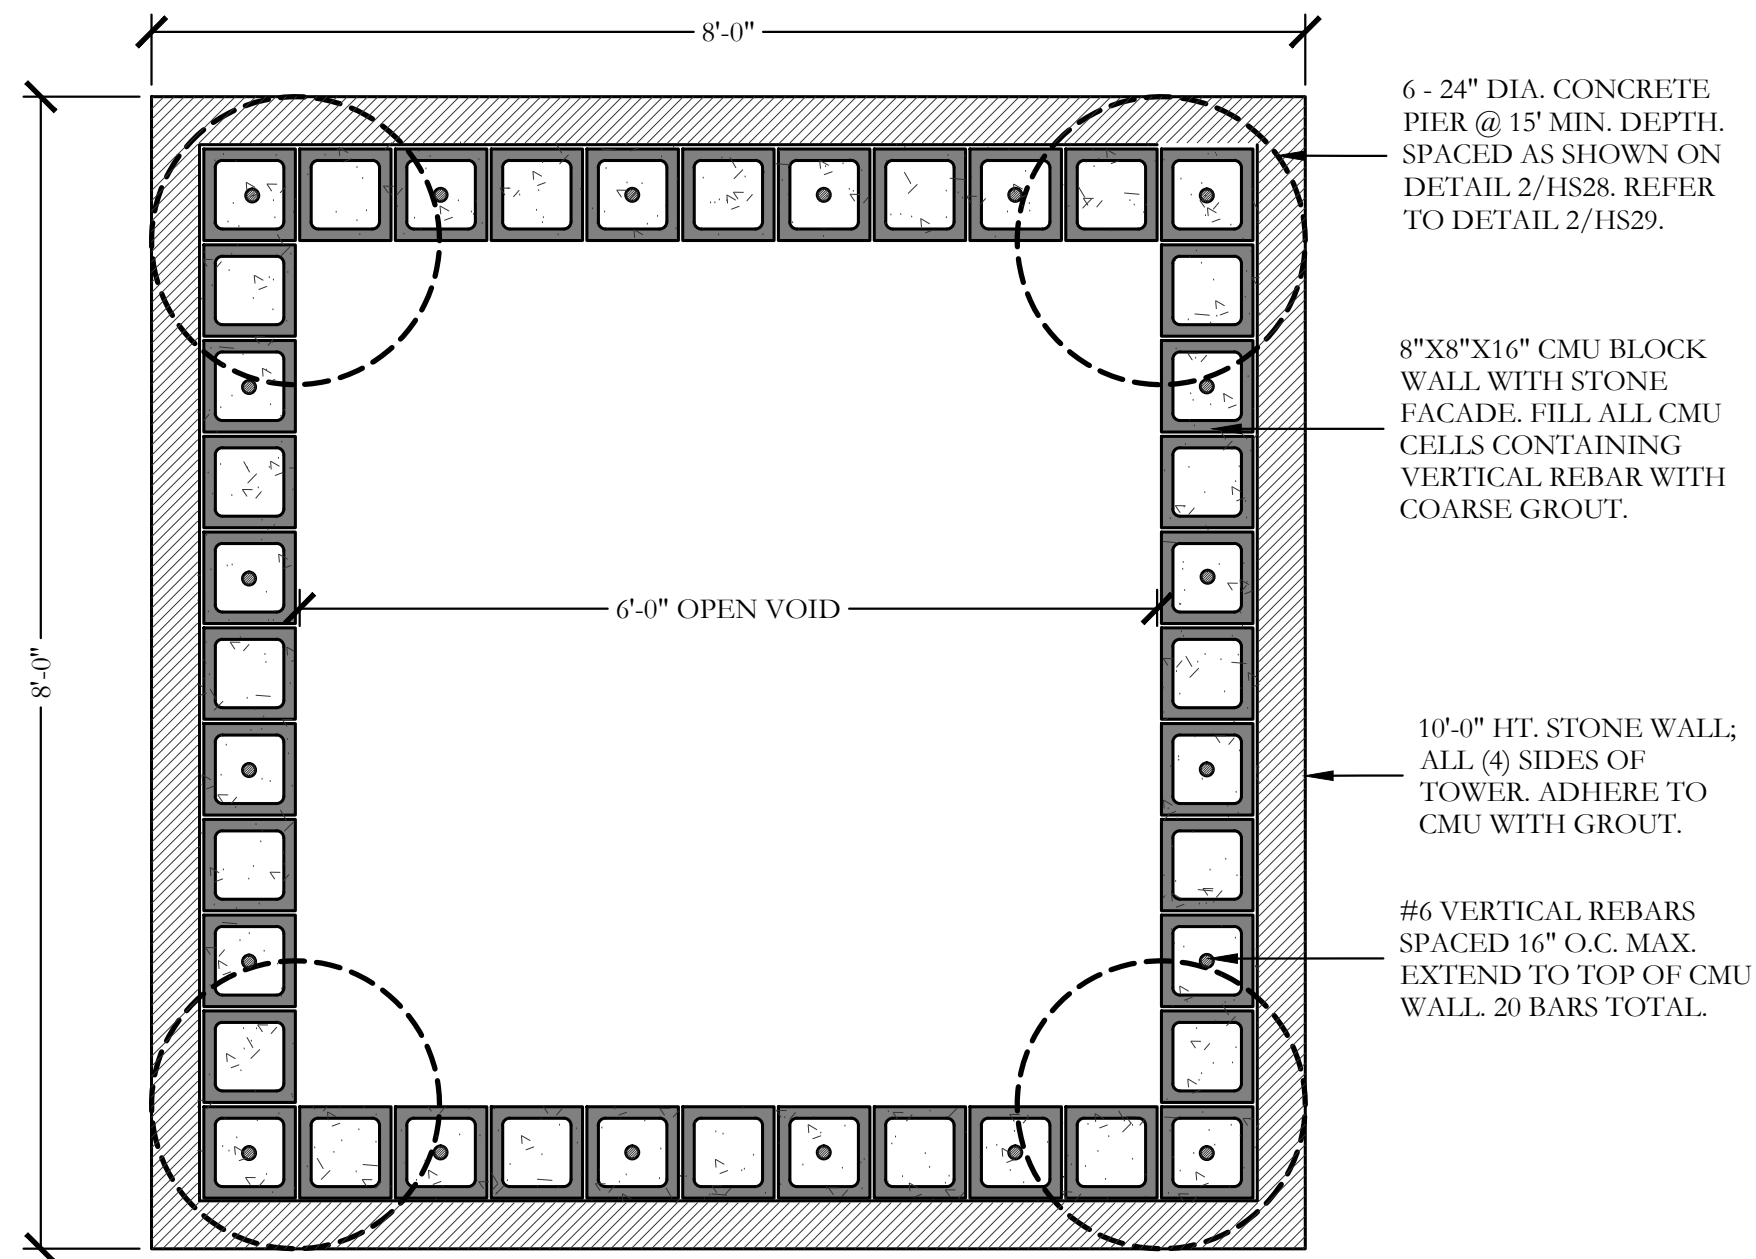 8'-0"
6 - 24" DIA. CONCRETE
PIER @ 15' MIN. DEPTH.
SPACED AS SHOWN ON
DETAIL 2/HS28. REFER
TO DETAIL 2/HS29.
8"X8"X16" CMU BLOCK
WALL WITH STONE
FACADE. FILL ALL CMU
CELLS CONTAINING
VERTICAL REBAR WITH
COARSE GROUT.
6'-0" OPEN VOID
8'-0"
10'-0" HT. STONE WALL;
ALL (4) SIDES OF
TOWER. ADHERE TO
CMU WITH GROUT.
#6 VERTICAL REBARS
SPACED 16" O.C. MAX.
EXTEND TO TOP OF CMU
WALL. 20 BARS TOTAL.